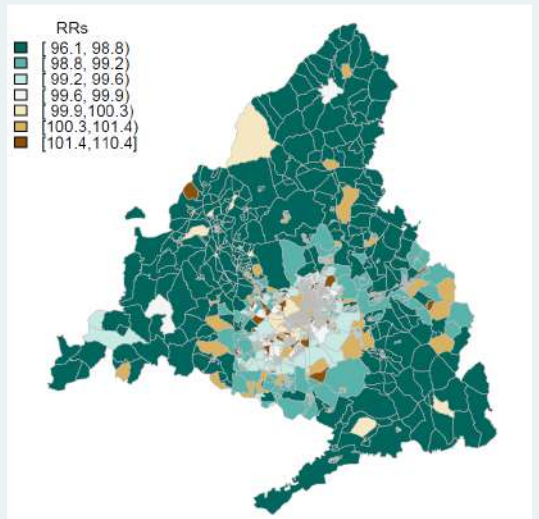 RRs
[ 96.1, 98.8)
[ 98.8, 99.2)
[ 99.2, 99.6)
[ 99.6, 99.9)
[ 99.9,100.3)
[100.3,101.4)
[101.4,110.4]